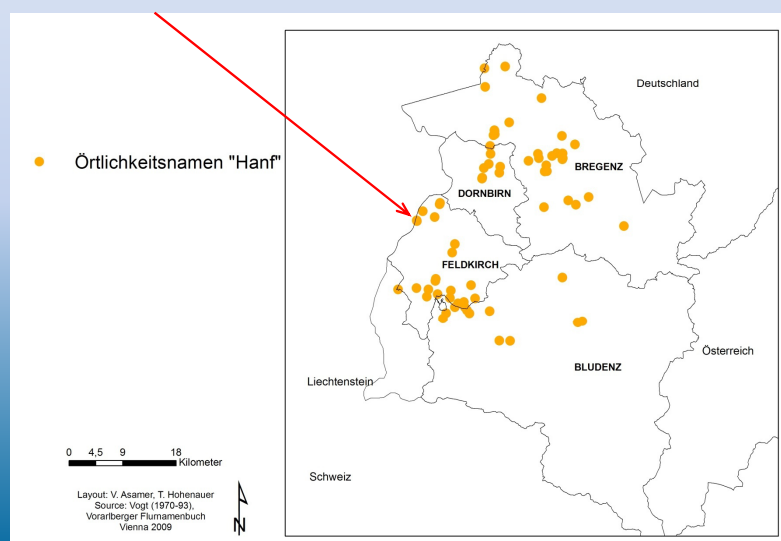 Deutschland
Örtlichkeitsnamen "Hanf"
BREGENZ
DORNBIRN
FELDKIRCH
Österreich
BLUDENZ
Liechtenstein
0 4,5 9 18
Kilometer
Schweiz
Layout: V. Asamer, T. Hohenauer
Source: Vogt (1970-93),
Vorarlberger Flurnamenbuch
Vienna 2009
N